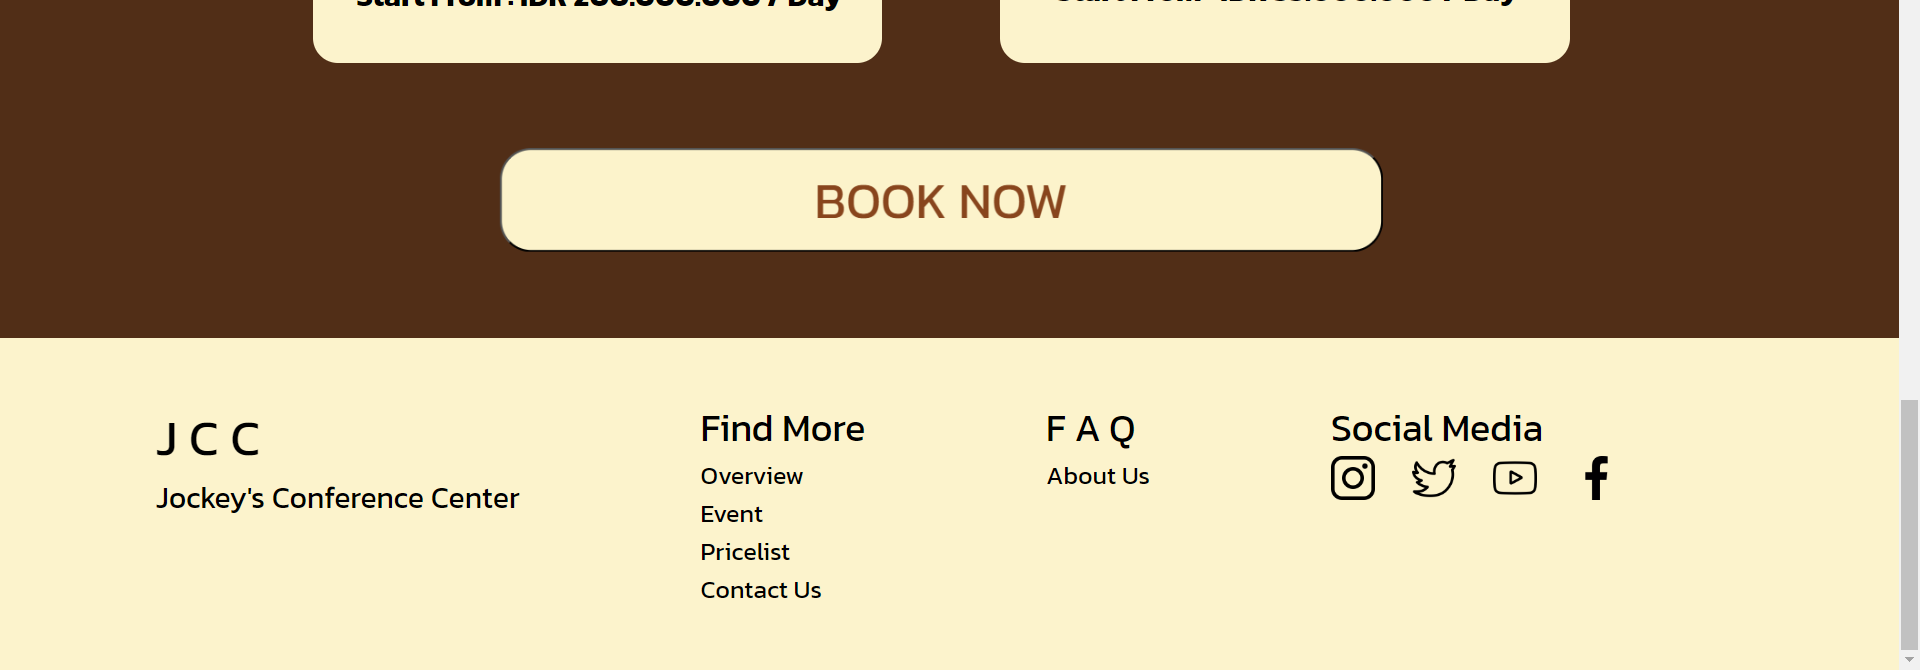 BOOK NOW
J C C
Jockey's Conference Center
Find More
Overview
Event
Pricelist
Contact Us
F A Q
About Us
Social Media